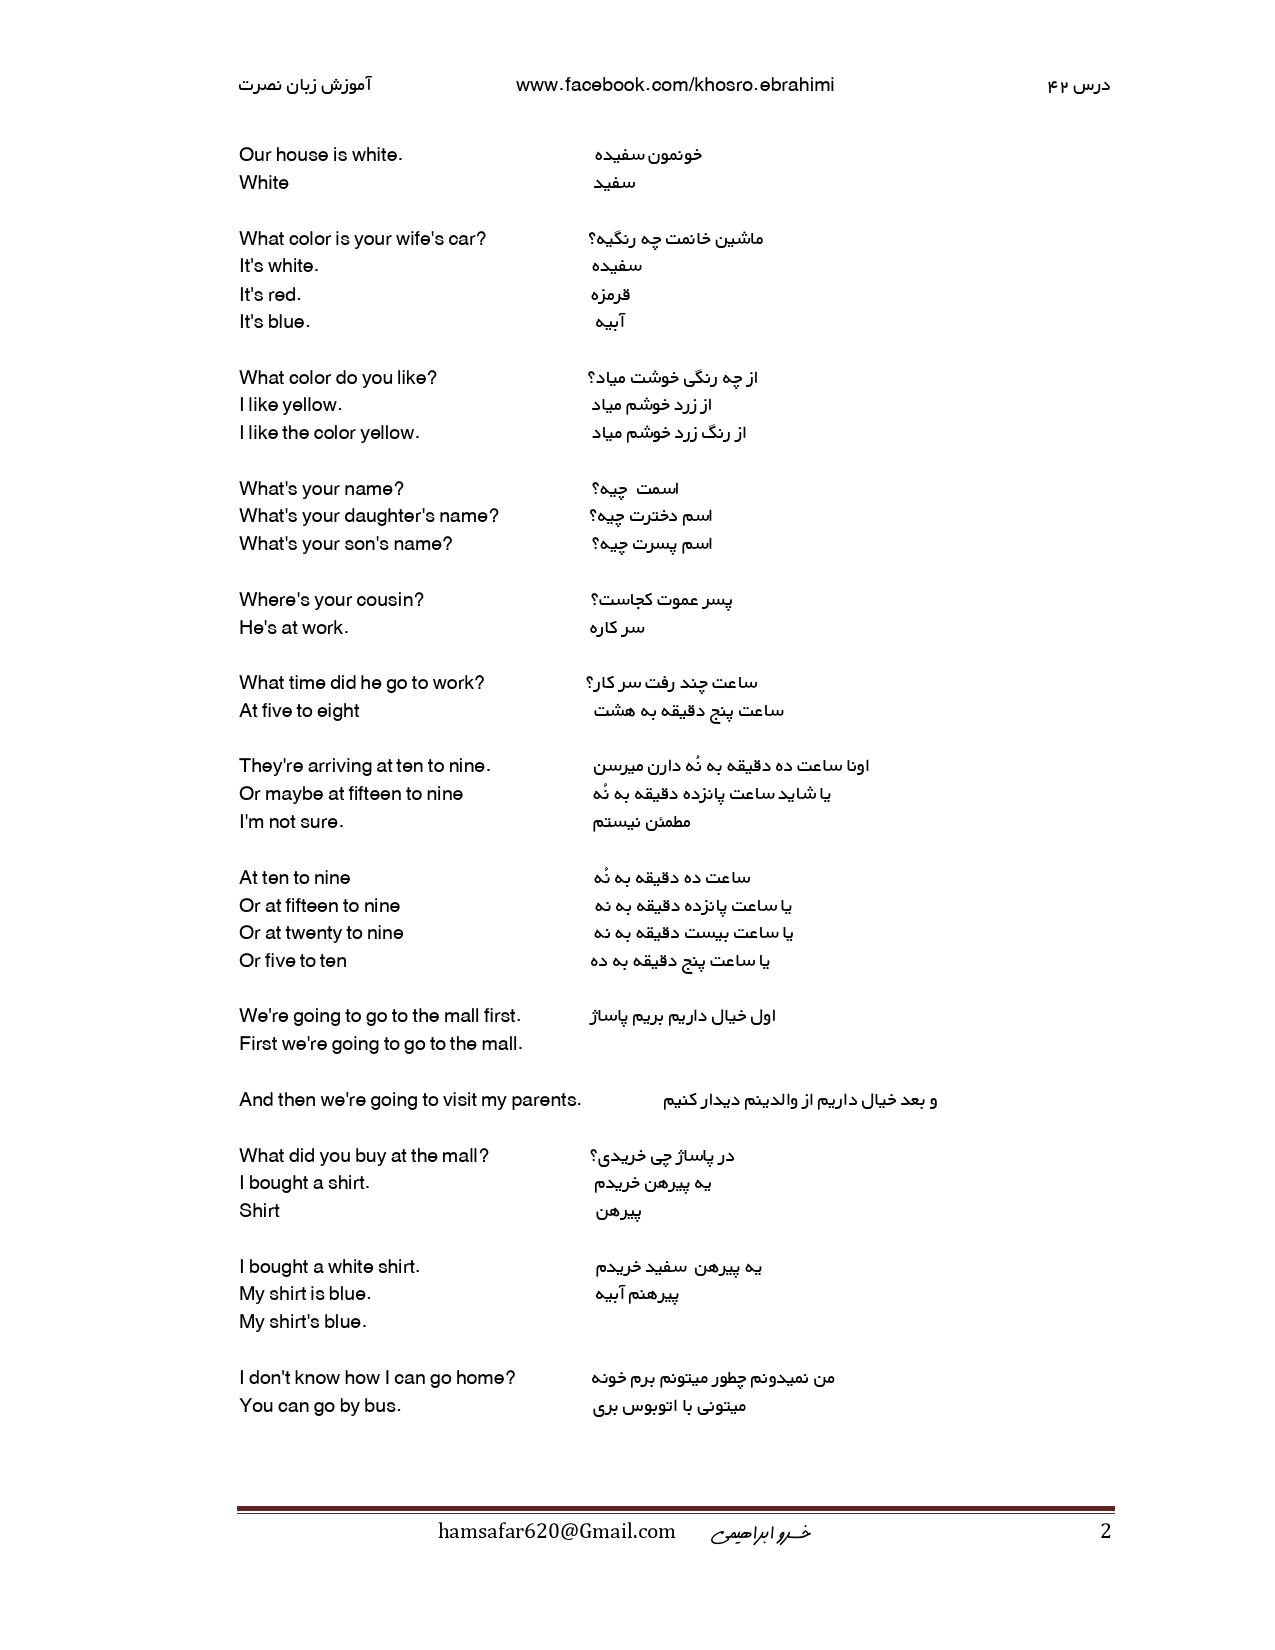 آموزش زبان نصرت www.facebook.com/khosro.ebrahimi درس ۴۲
Our house is white. خونمون سفیده
White سفید
What color is your wife's car? ماشین خانمت چه رنگیه؟
It's white. سفیده
It's red. قرمزه
It's blue. آبیه
What color do you like? از چه رنگی خوشت میاد؟
I like yellow. از زرد خوشم میاد
I like the color yellow. از رنگ زرد خوشم میاد
What's your name? اسمت چیه؟
What's your daughter's name? اسم دخترت چیه؟
What's your son's name? اسم پسرت چیه؟
Where's your cousin? پسر عموت کجاست؟
He's at work. سر کاره
What time did he go to work? ساعت چند رفت سر کار؟
At five to eight ساعت پنج دقیقه به هشت
They're arriving at ten to nine. اونا ساعت ده دقیقه به نُه دارن میرسن
Or maybe at fifteen to nine یا شاید ساعت پانزده دقیقه به نُه
I'm not sure. مطمئن نیستم
At ten to nine ساعت ده دقیقه به نُه
Or at fifteen to nine یا ساعت پانزده دقیقه به نه
Or at twenty to nine یا ساعت بیست دقیقه به نه
Or five to ten یا ساعت پنج دقیقه به ده
We're going to go to the mall first. اول خیال داریم بریم پاساژ
First we're going to go to the mall.
And then we're going to visit my parents. و بعد خیال داریم از والدینم دیدار کنیم
What did you buy at the mall? در پاساژ چی خریدی؟
I bought a shirt. یه پیرهن خریدم
Shirt پیرهن
I bought a white shirt. یه پیرهن سفید خریدم
My shirt is blue. پیرهنم آبیه
My shirt's blue.
I don't know how I can go home? من نمیدونم چطور میتونم برم خونه
You can go by bus. میتونی با اتوبوس بری
hamsafar620@Gmail.com خسرو ابراهیمی 2